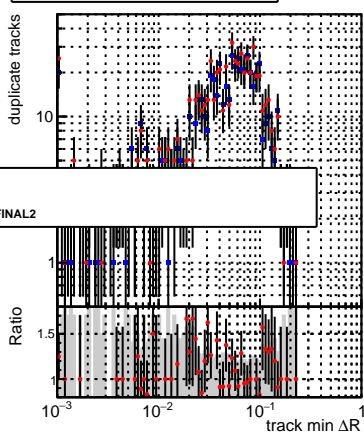 duplicate tracks
10
FINAL2
1
Ratio
1.5
1
10⁻³ 10⁻² 10⁻¹ 1
track min ΔR